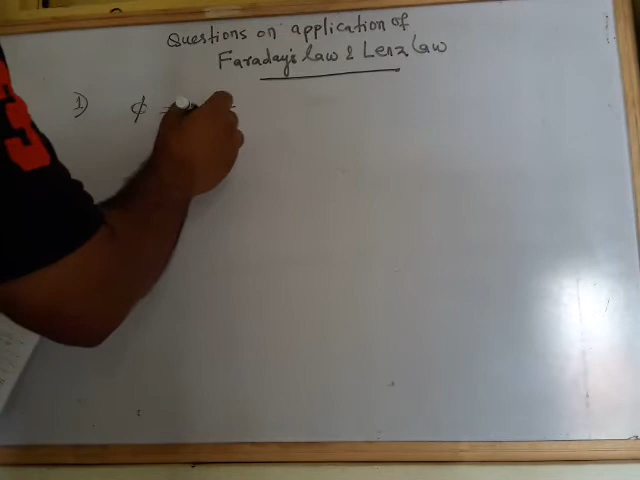 Questions on application of
Faraday's law & Lenz law
1) ϕ =